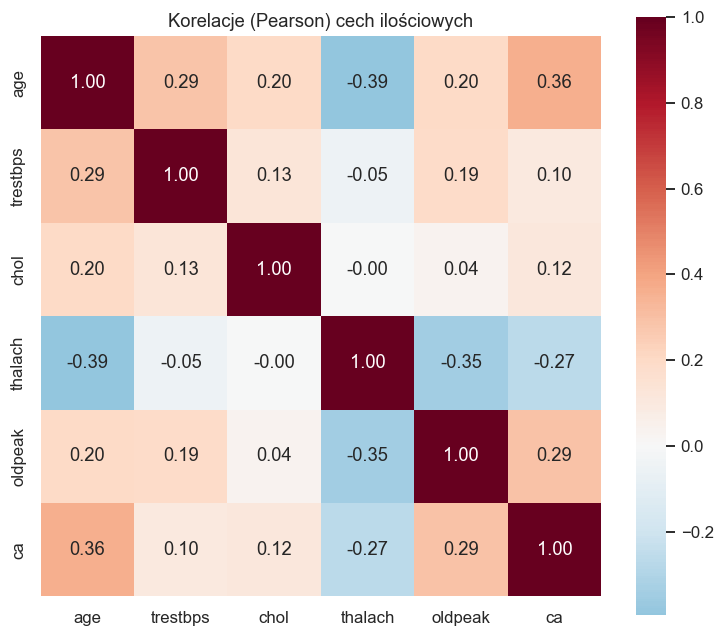 Korelacje (Pearson) cech ilościowych
age 1.00 0.29 0.20 -0.39 0.20 0.36
trestbps 0.29 1.00 0.13 -0.05 0.19 0.10
chol 0.20 0.13 1.00 -0.00 0.04 0.12
thalach -0.39 -0.05 -0.00 1.00 -0.35 -0.27
oldpeak 0.20 0.19 0.04 -0.35 1.00 0.29
ca 0.36 0.10 0.12 -0.27 0.29 1.00
age trestbps chol thalach oldpeak ca
1.0
0.8
0.6
0.4
0.2
0.0
-0.2